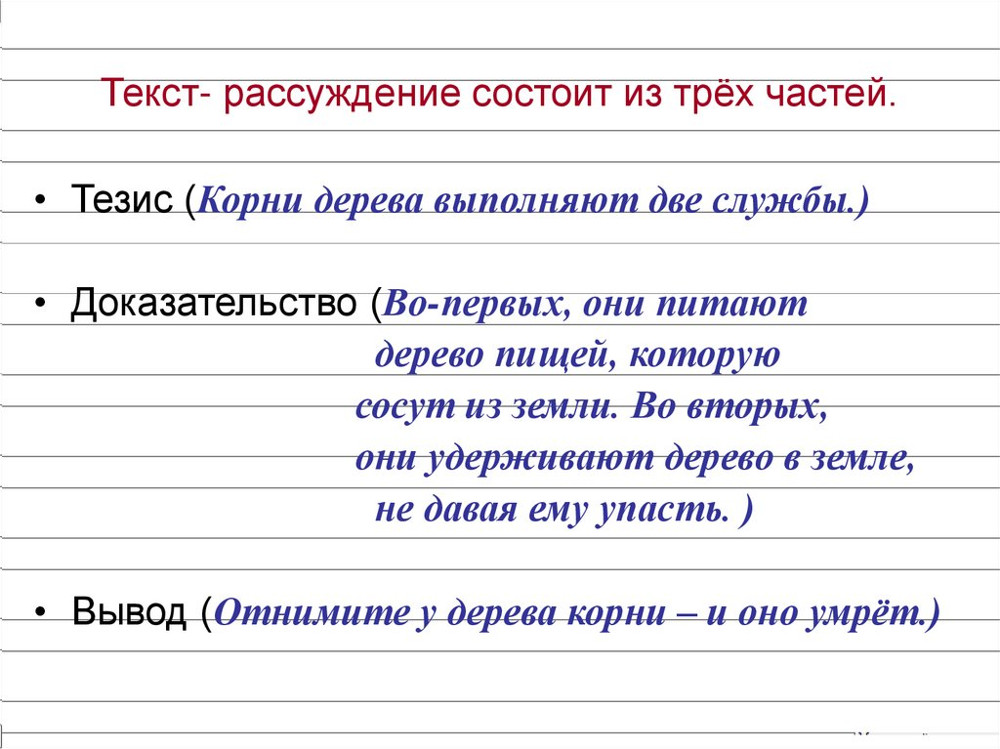 Текст- рассуждение состоит из трёх частей.
• Тезис (Корни дерева выполняют две службы.)
• Доказательство (Во-первых, они питают
дерево пищей, которую
сосут из земли. Во вторых,
они удерживают дерево в земле,
не давая ему упасть. )
• Вывод (Отнимите у дерева корни – и оно умрёт.)